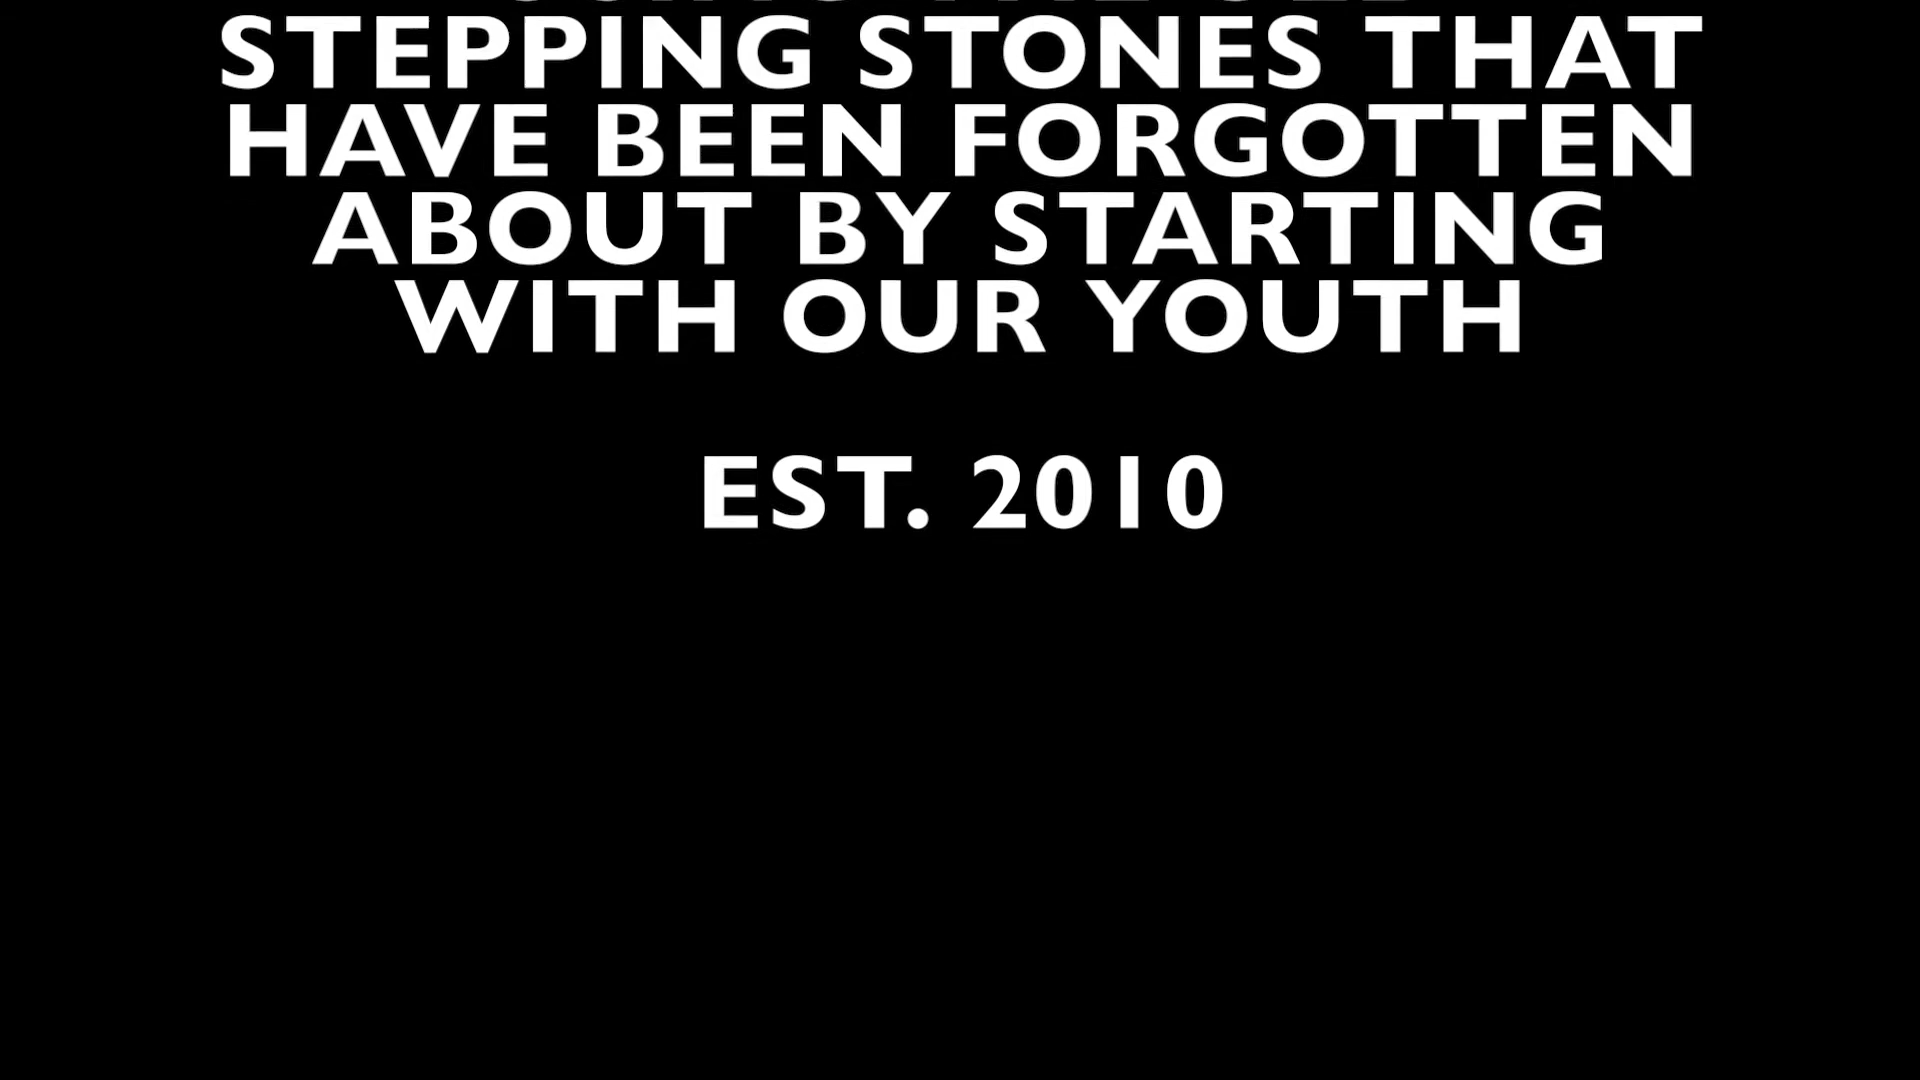 STEPPING STONES THAT
HAVE BEEN FORGOTTEN
ABOUT BY STARTING
WITH OUR YOUTH
EST. 2010